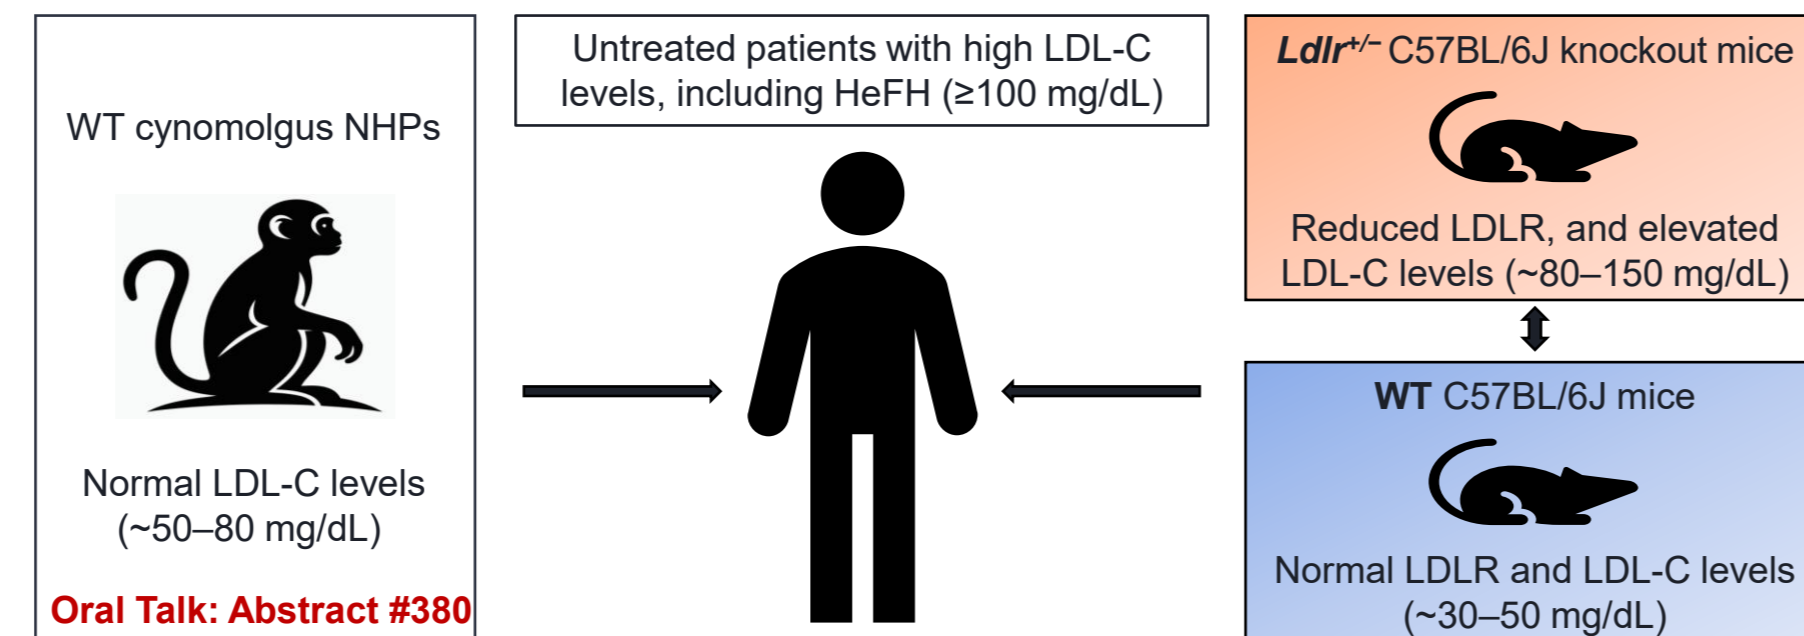 WT cynomolgus NHPs
Normal LDL-C levels
(~50–80 mg/dL)
Oral Talk: Abstract #380
Untreated patients with high LDL-C
levels, including HeFH (≥100 mg/dL)
Ldlr+/− C57BL/6J knockout mice
Reduced LDLR, and elevated
LDL-C levels (~80–150 mg/dL)
WT C57BL/6J mice
Normal LDLR and LDL-C levels
(~30–50 mg/dL)